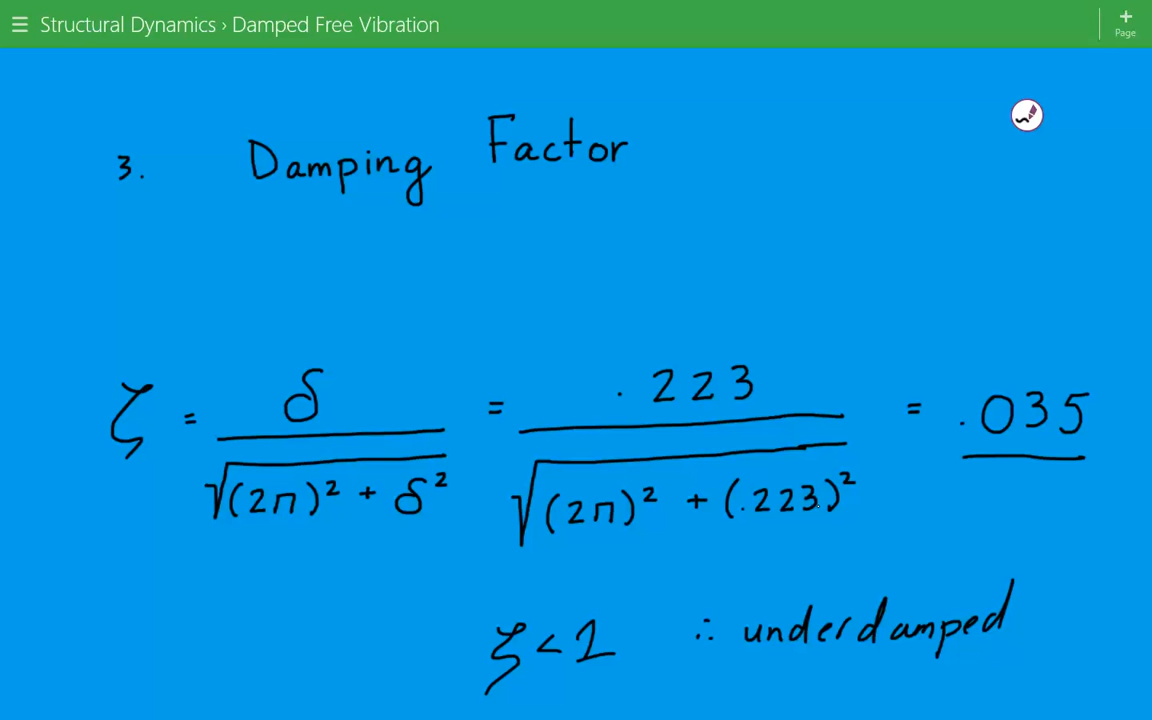 Structural Dynamics › Damped Free Vibration
Page
3. Damping Factor
ζ = δ / √((2π)² + δ²) = .223 / √((2π)² + (.223)²) = .035
ξ < 1 ∴ underdamped